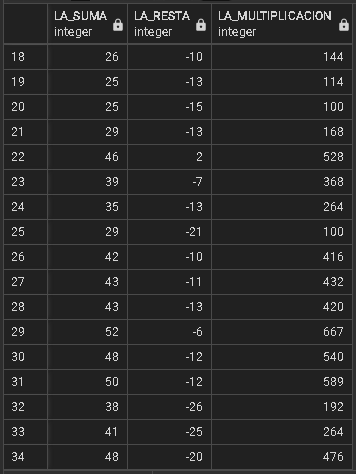 LA_SUMA LA_RESTA LA_MULTIPLICACION
integer integer integer
18 26 -10 144
19 25 -13 114
20 25 -15 100
21 29 -13 168
22 46 2 528
23 39 -7 368
24 35 -13 264
25 29 -21 100
26 42 -10 416
27 43 -11 432
28 43 -13 420
29 52 -6 667
30 48 -12 540
31 50 -12 589
32 38 -26 192
33 41 -25 264
34 48 -20 476